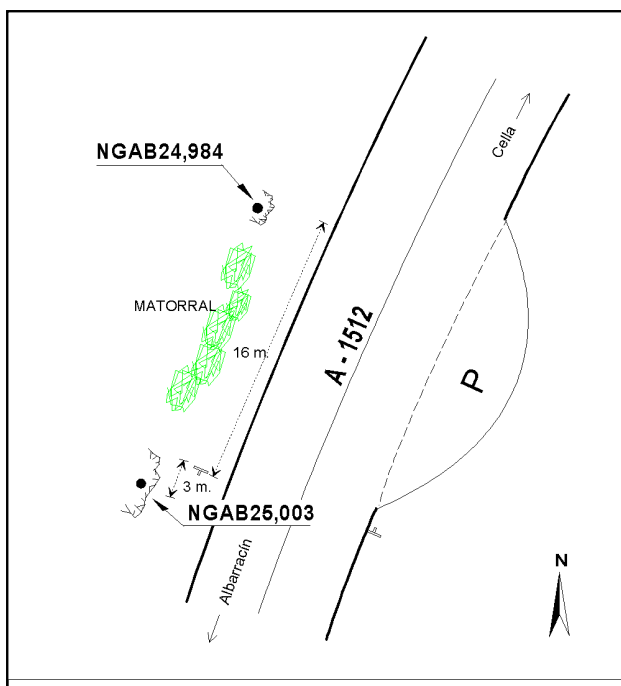 NGAB24,984
Cella
MATORRAL
16 m.
A - 1512
P
3 m.
NGAB25,003
Albarracín
N